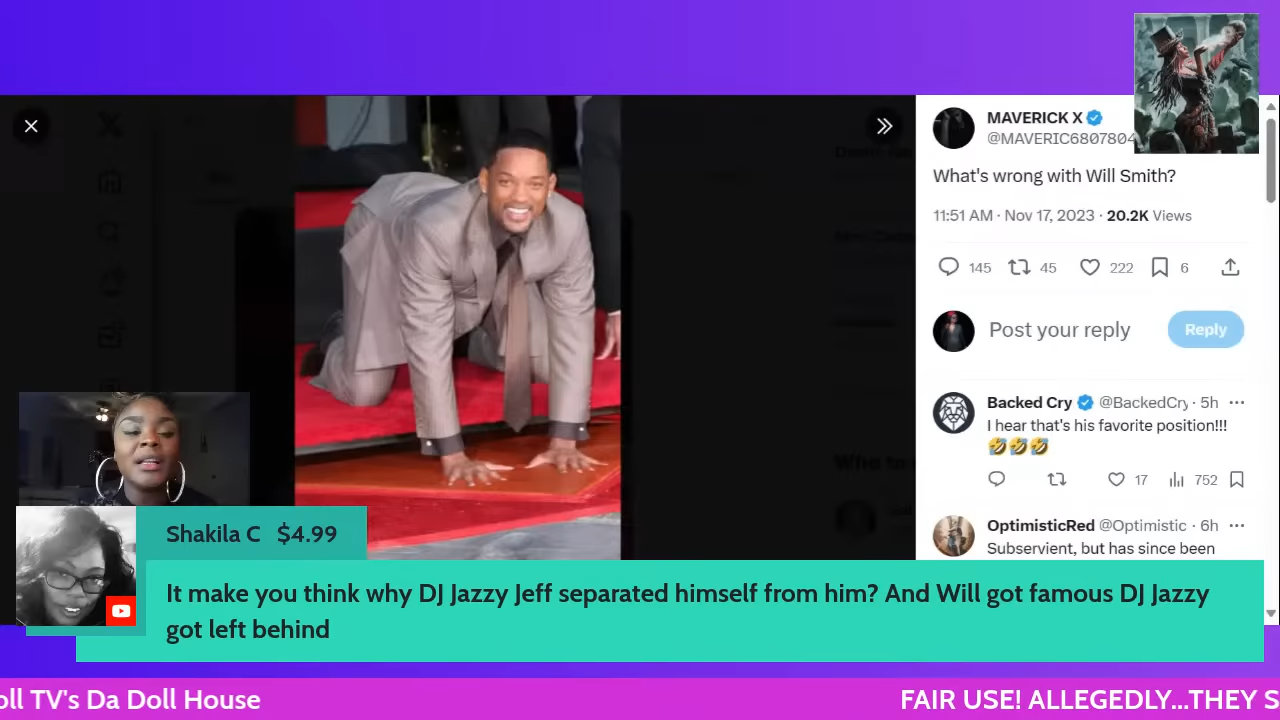 MAVERICK X
@MAVERIC6807804
What's wrong with Will Smith?
11:51 AM · Nov 17, 2023 · 20.2K Views
145 45 222 6
Post your reply
Reply
Backed Cry @BackedCry · 5h
I hear that's his favorite position!!!
🤣🤣🤣
17 752
OptimisticRed @Optimistic · 6h
Subservient, but has since been
Shakila C $4.99
It make you think why DJ Jazzy Jeff separated himself from him? And Will got famous DJ Jazzy
got left behind
oll TV's Da Doll House
FAIR USE! ALLEGEDLY...THEY S